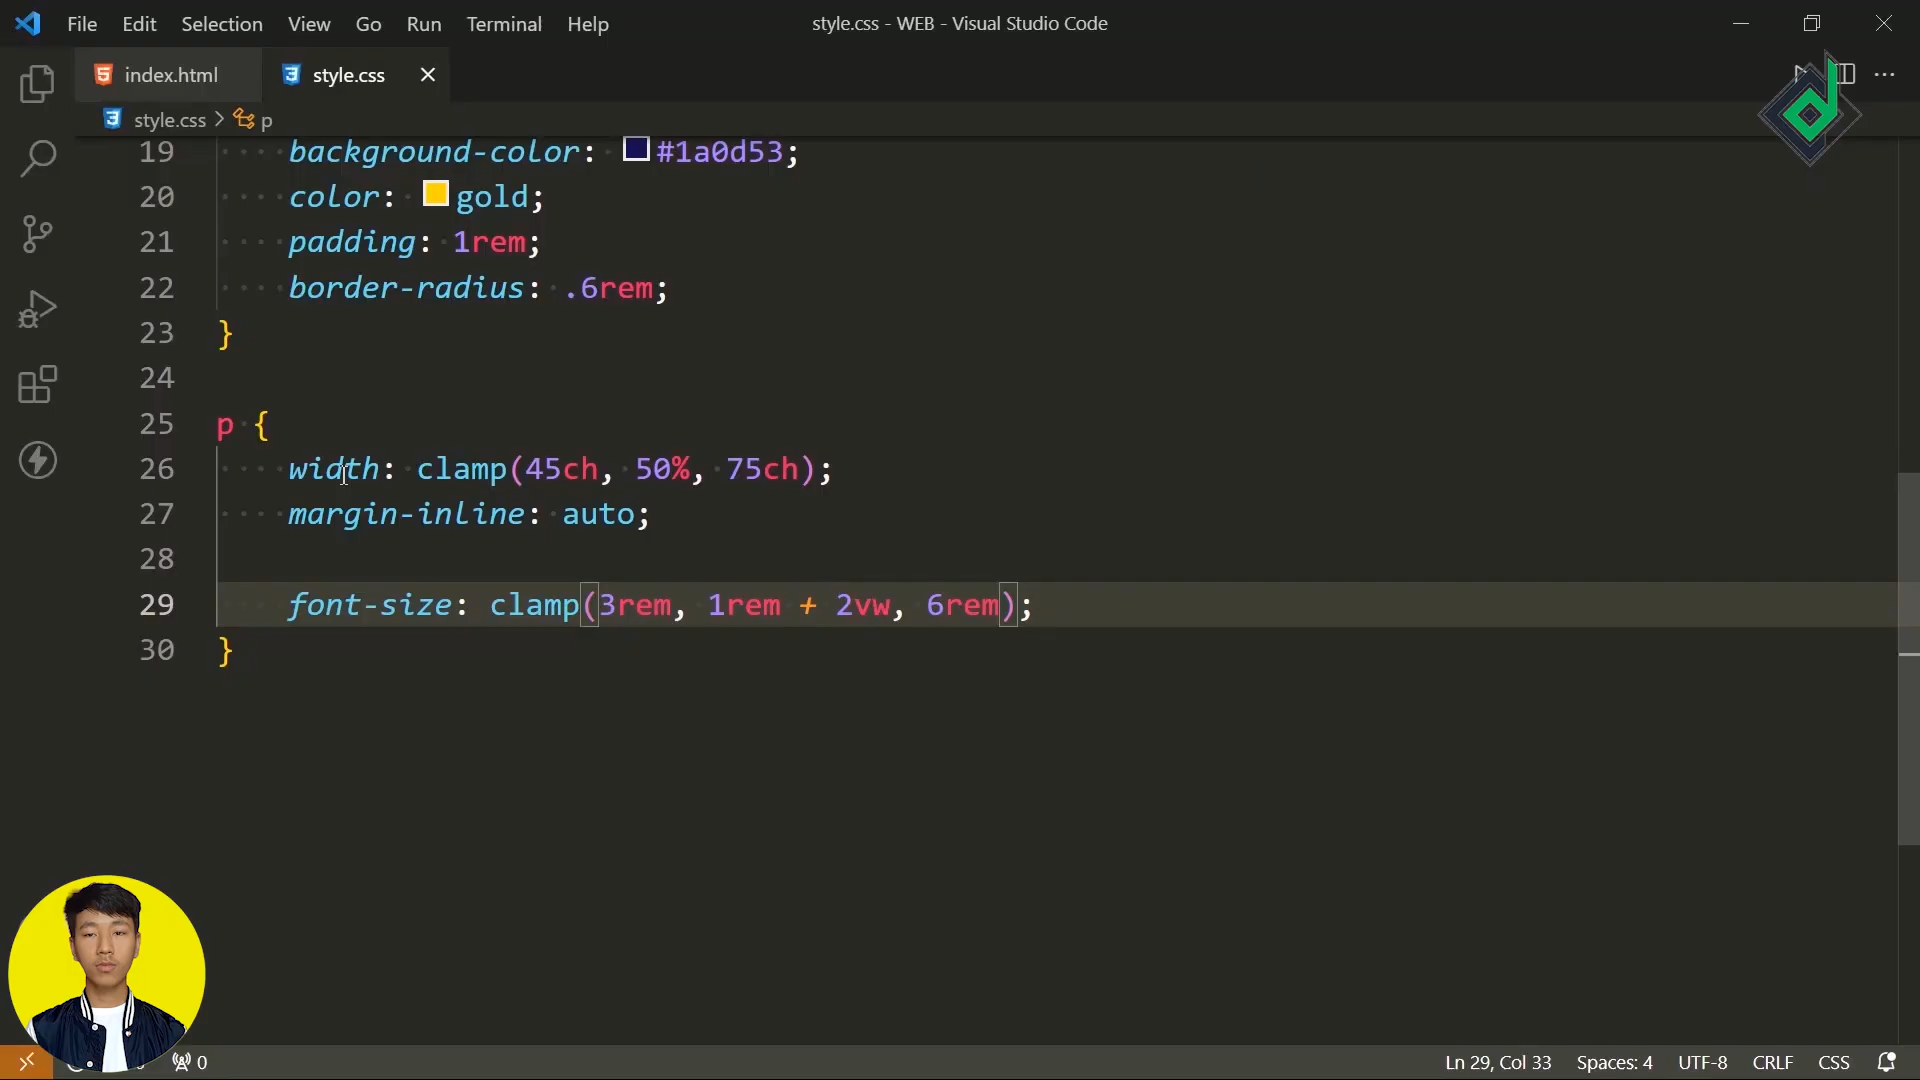 File Edit Selection View Go Run Terminal Help style.css - WEB - Visual Studio Code
index.html style.css
style.css > p
19 background-color: #1a0d53;
20 color: gold;
21 padding: 1rem;
22 border-radius: .6rem;
23 }
24
25 p {
26 width: clamp(45ch, 50%, 75ch);
27 margin-inline: auto;
28
29 font-size: clamp(3rem, 1rem + 2vw, 6rem);
30 }
0 Ln 29, Col 33 Spaces: 4 UTF-8 CRLF CSS